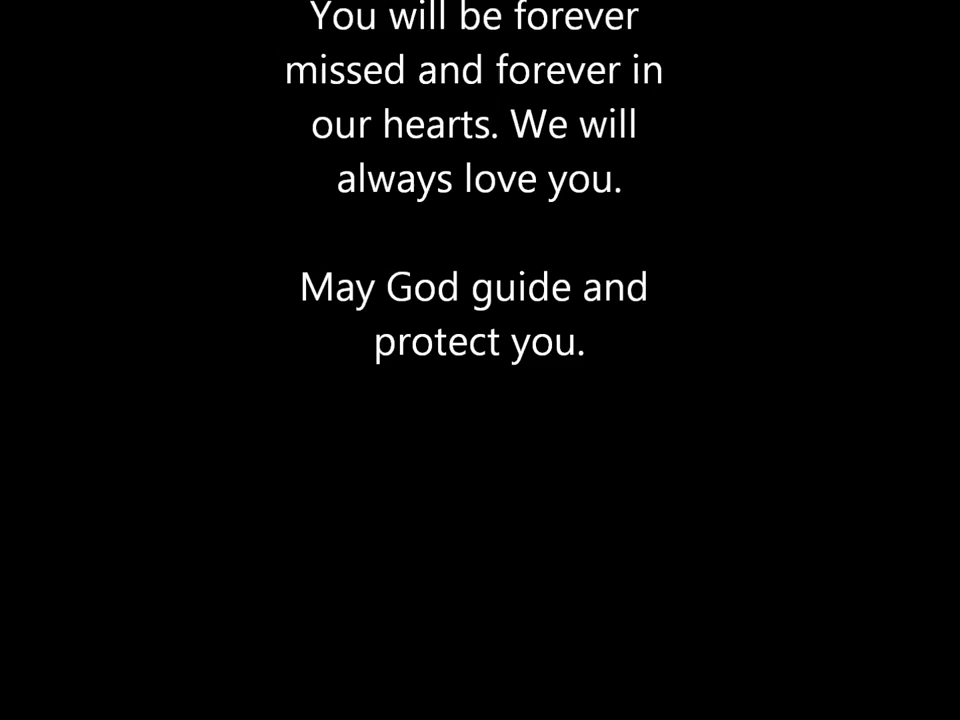 You will be forever
missed and forever in
our hearts. We will
always love you.
May God guide and
protect you.